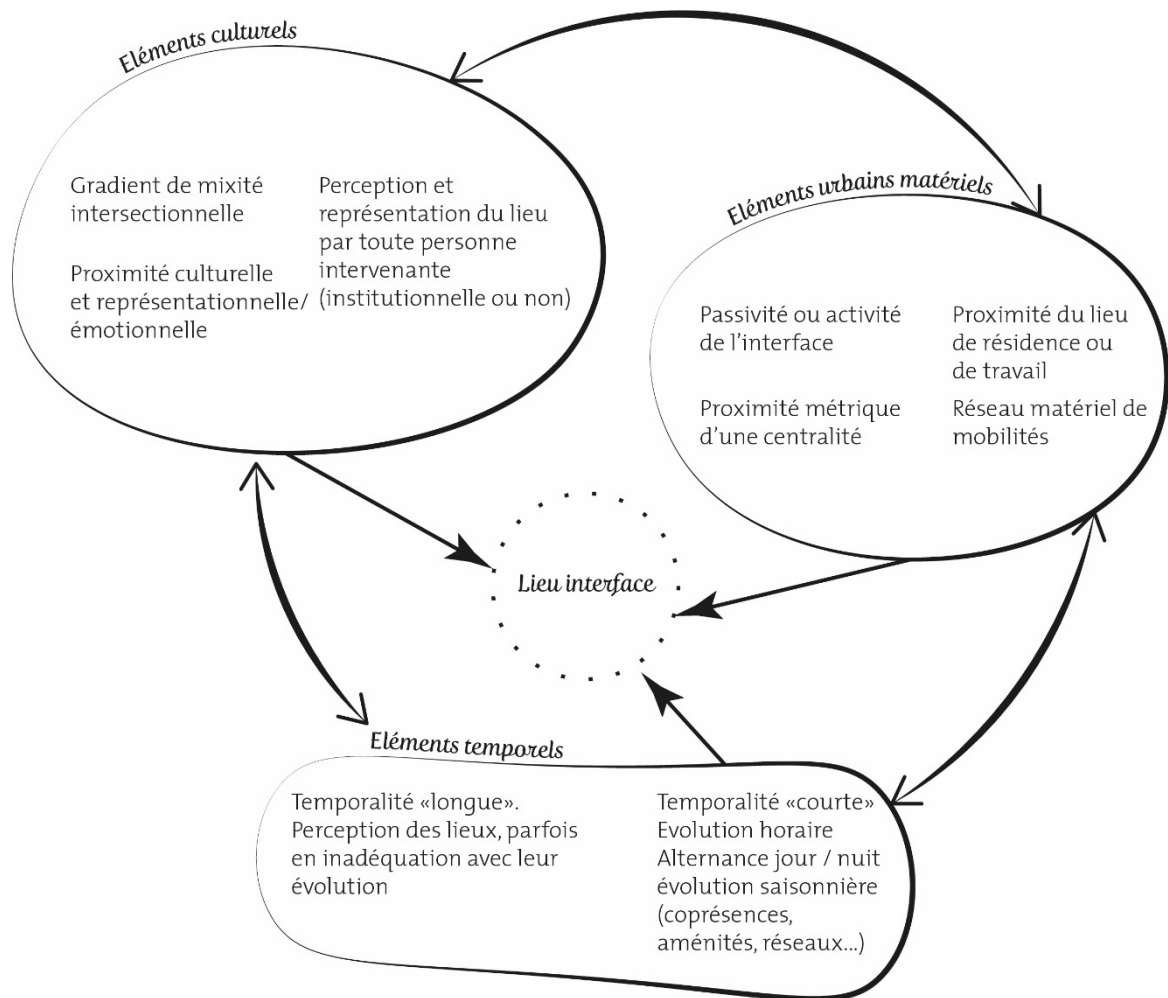 Eléments culturels
Gradient de mixité
intersectionnelle
Proximité culturelle
et représentationnelle/
émotionnelle
Perception et
représentation du lieu
par toute personne
intervenante
(institutionnelle ou non)
Eléments urbains matériels
Passivité ou activité
de l’interface
Proximité métrique
d’une centralité
Proximité du lieu
de résidence ou
de travail
Réseau matériel de
mobilités
Lieu interface
Eléments temporels
Temporalité «longue».
Perception des lieux, parfois
en inadéquation avec leur
évolution
Temporalité «courte»
Evolution horaire
Alternance jour / nuit
évolution saisonnière
(coprésences,
aménités, réseaux...)